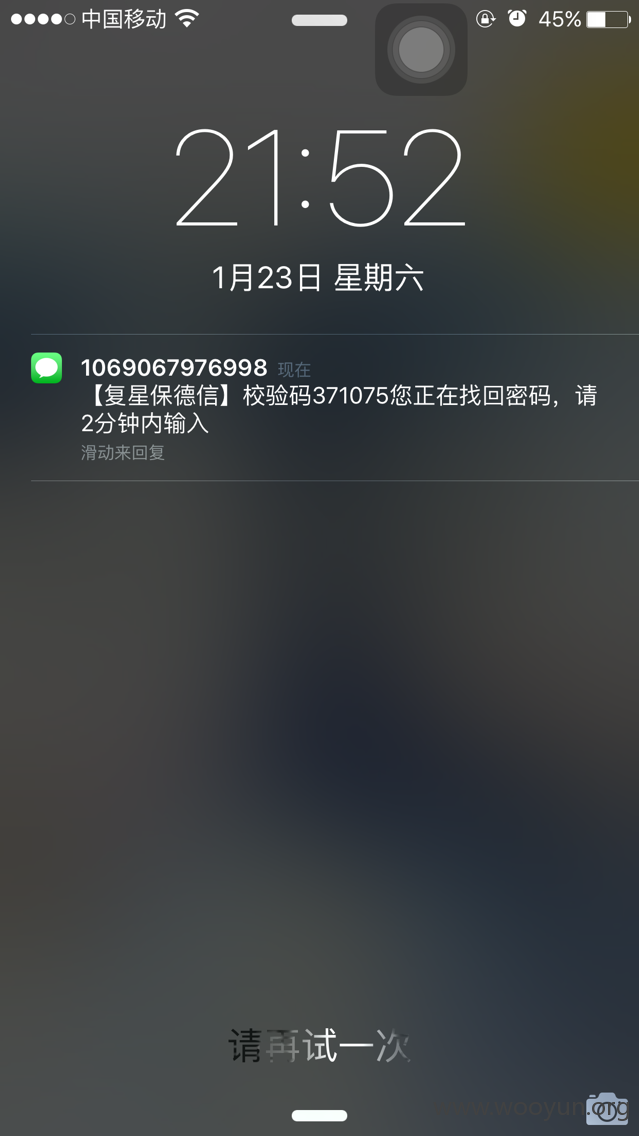 中国移动 45%
21:52
1月23日 星期六
1069067976998 现在
【复星保德信】校验码371075您正在找回密码，请
2分钟内输入
滑动来回复
请再试一次
www.wooyun.org